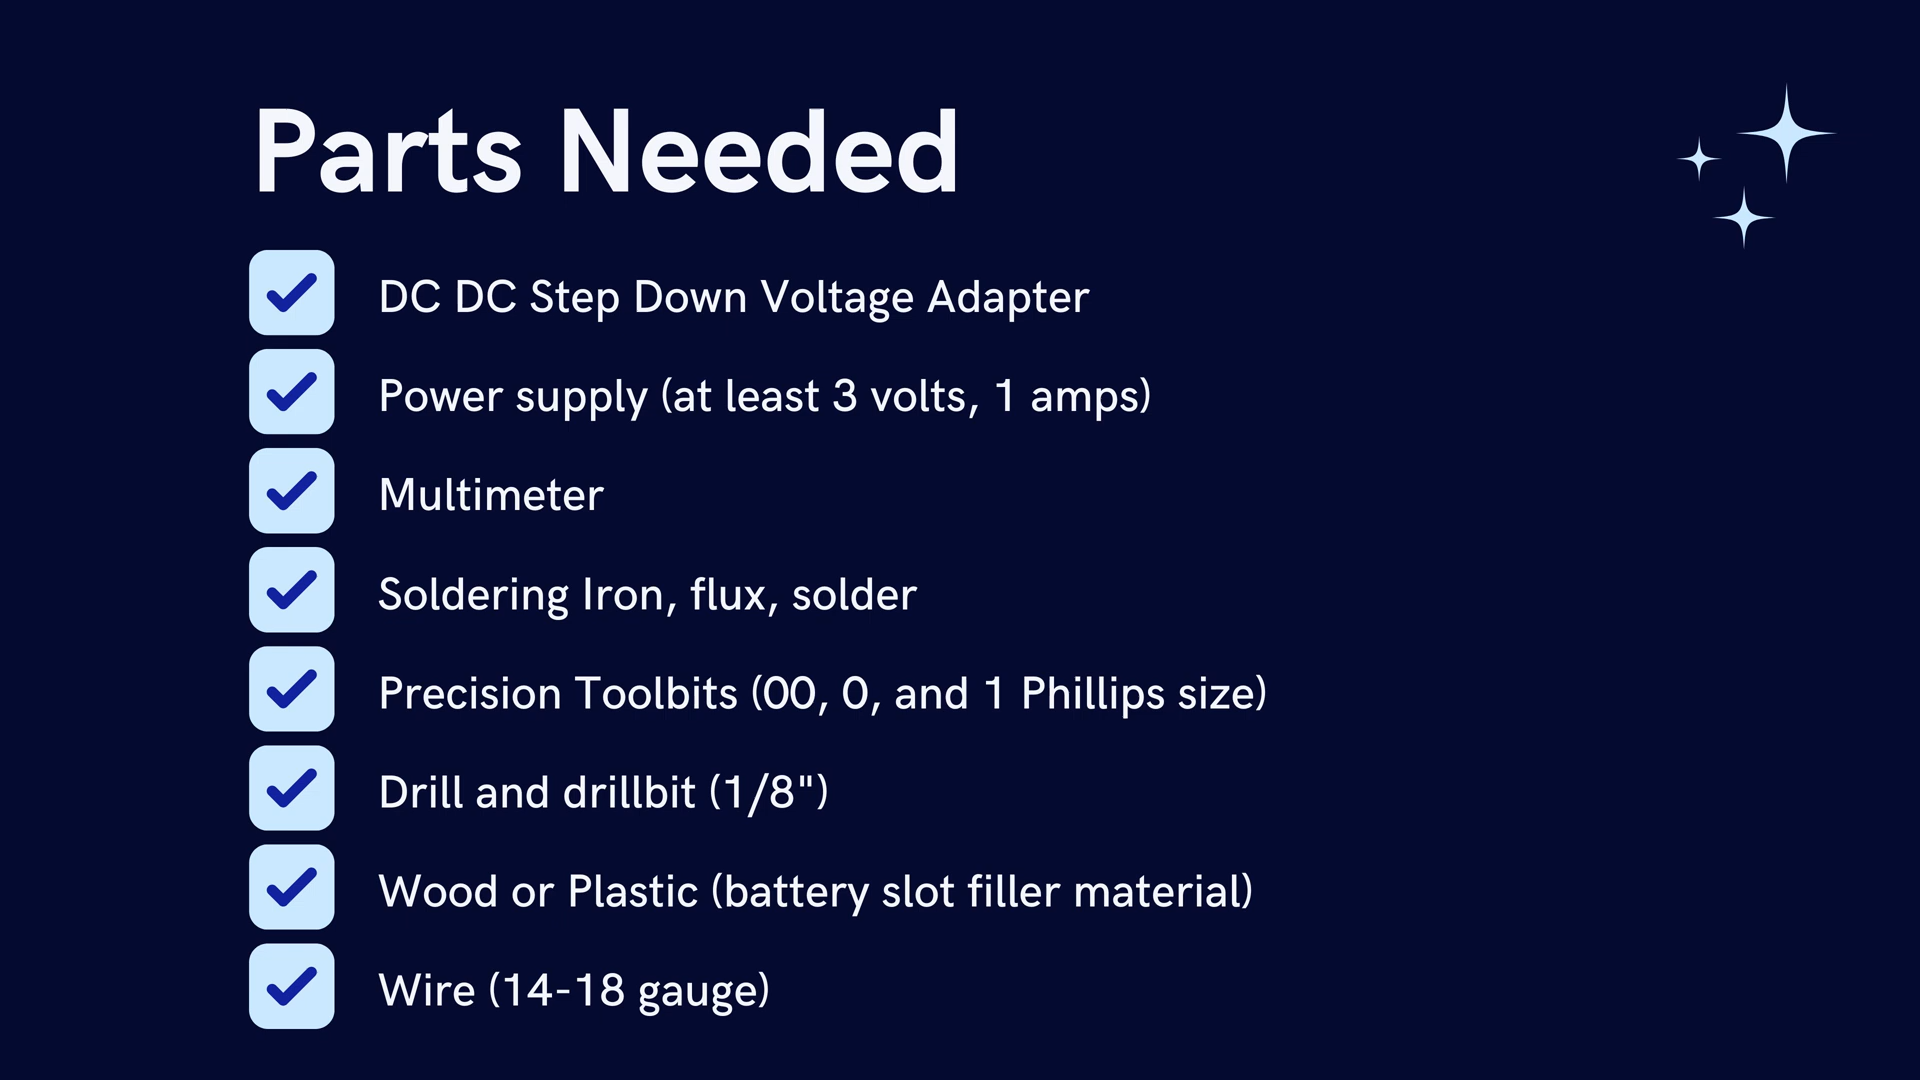 Parts Needed
DC DC Step Down Voltage Adapter
Power supply (at least 3 volts, 1 amps)
Multimeter
Soldering Iron, flux, solder
Precision Toolbits (00, 0, and 1 Phillips size)
Drill and drillbit (1/8")
Wood or Plastic (battery slot filler material)
Wire (14-18 gauge)